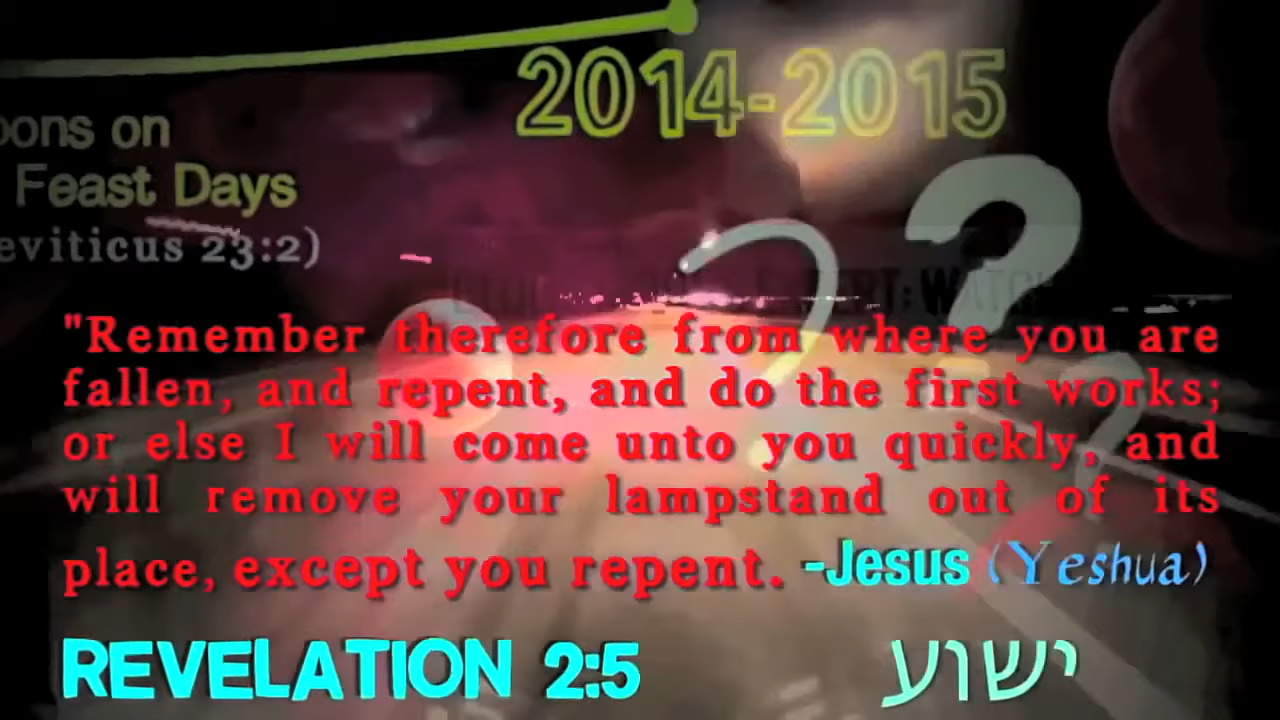 2014-2015
oons on
Feast Days
eviticus 23:2)
"Remember therefore from where you are
fallen, and repent, and do the first works;
or else I will come unto you quickly, and
will remove your lampstand out of its
place, except you repent. -Jesus (Yeshua)
REVELATION 2:5 ישוע